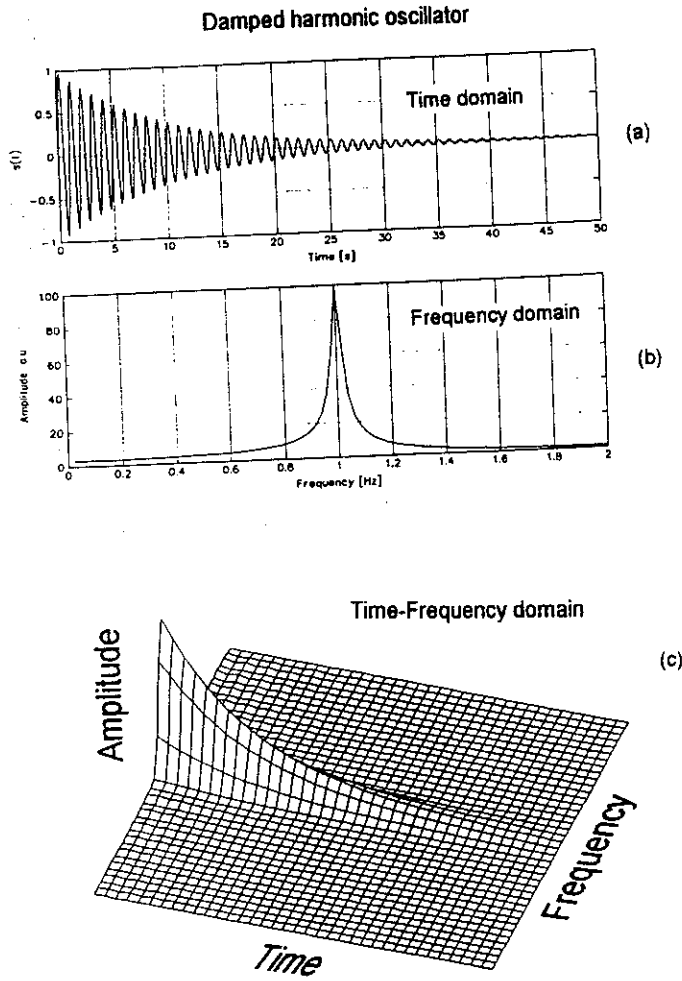 Damped harmonic oscillator
1
0.5
0
-0.5
-1
s(t)
Time domain
(a)
0 5 10 15 20 25 30 35 40 45 50
Time [s]
100
80
60
40
20
0
Amplitude a.u
Frequency domain
(b)
0 0.2 0.4 0.6 0.8 1 1.2 1.4 1.6 1.8 2
Frequency [Hz]
Time-Frequency domain
(c)
Amplitude
Frequency
Time